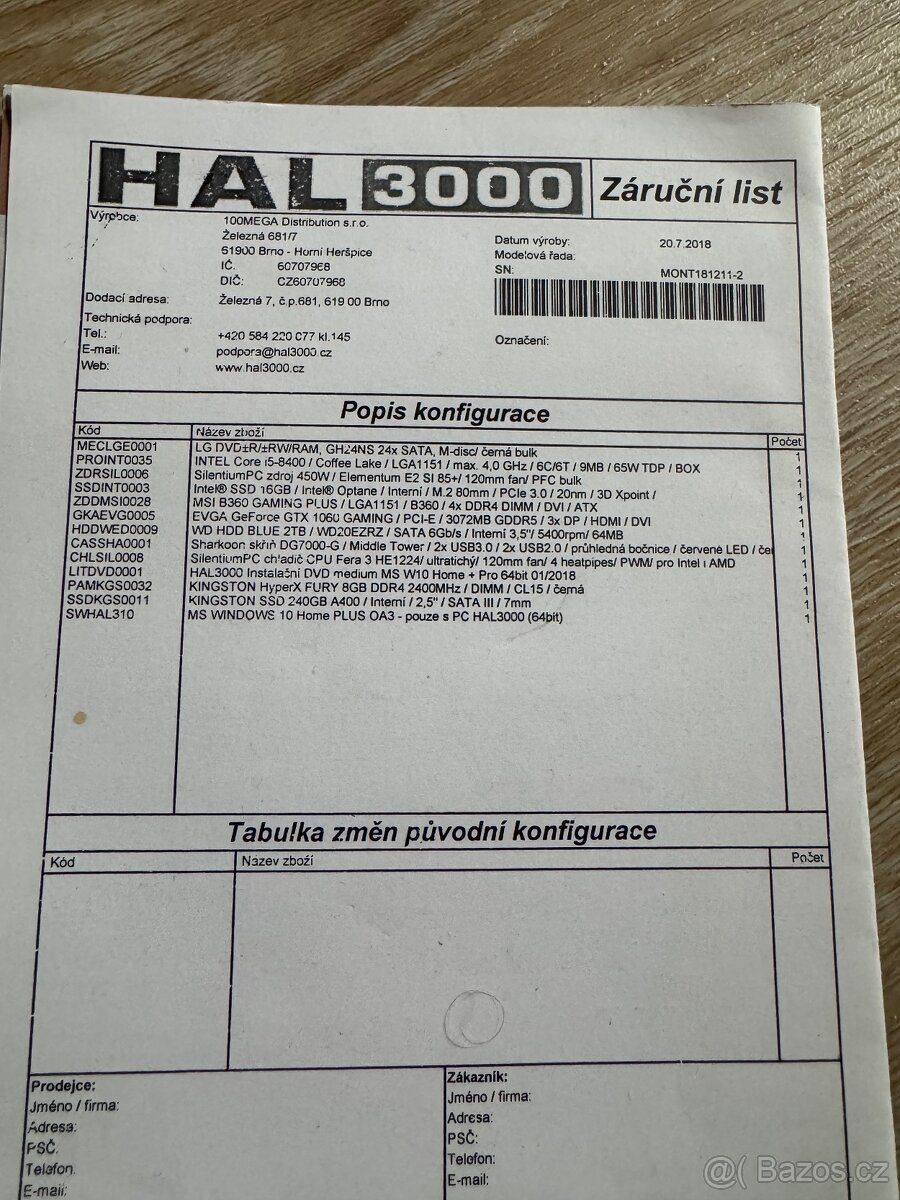 HAL 3000 Záruční list
Výrobce: 100MEGA Distribution s.r.o.
Železná 681/7
61900 Brno - Horní Heršpice
IČ. 60707968
DIČ: CZ60707968
Dodací adresa: Železná 7, č.p.681, 619 00 Brno
Technická podpora:
Tel.: +420 584 220 077 kl.145
E-mail: podpora@hal3000.cz
Web: www.hal3000.cz
Datum výroby: 20.7.2018
Modelová řada:
SN: MONT181211-2
Označení:
Popis konfigurace
Kód Název zboží Počet
MECLGE0001 LG DVD±R/±RW/RAM, GH24NS 24x SATA, M-disc/ černá bulk 1
PROINT0035 INTEL Core i5-8400 / Coffee Lake / LGA1151 / max. 4,0 GHz / 6C/6T / 9MB / 65W TDP / BOX 1
ZDRSIL0006 SilentiumPC zdroj 450W / Elementum E2 SI 85+/ 120mm fan/ PFC bulk 1
SSDINT0003 Intel® SSD 16GB / Intel® Optane / Interní / M.2 80mm / PCIe 3.0 / 20nm / 3D Xpoint / 1
ZDDMSI0028 MSI B360 GAMING PLUS / LGA1151 / B360 / 4x DDR4 DIMM / DVI / ATX 1
GKAEVG0005 EVGA GeForce GTX 1060 GAMING / PCI-E / 3072MB GDDR5 / 3x DP / HDMI / DVI 1
HDDWED0009 WD HDD BLUE 2TB / WD20EZRZ / SATA 6Gb/s / Interní 3,5"/ 5400rpm/ 64MB 1
CASSHA0001 Sharkoon skříň DG7000-G / Middle Tower / 2x USB3.0 / 2x USB2.0 / průhledná bočnice / červené LED / čer 1
CHLSIL0008 SilentiumPC chladič CPU Fera 3 HE1224/ ultratichý/ 120mm fan/ 4 heatpipes/ PWM/ pro Intel i AMD 1
LITDVD0001 HAL3000 Instalační DVD medium MS W10 Home + Pro 64bit 01/2018 1
PAMKGS0032 KINGSTON HyperX FURY 8GB DDR4 2400MHz / DIMM / CL15 / černá 1
SSDKGS0011 KINGSTON SSD 240GB A400 / Interní / 2,5" / SATA III / 7mm 1
SWHAL310 MS WINDOWS 10 Home PLUS OA3 - pouze s PC HAL3000 (64bit) 1
Tabulka změn původní konfigurace
Kód Název zboží Počet
Prodejce:
Jméno / firma:
Adresa:
PSČ:
Telefon:
E-mail:
Zákazník:
Jméno / firma:
Adresa:
PSČ:
Telefon:
E-mail:
@( Bazos.cz